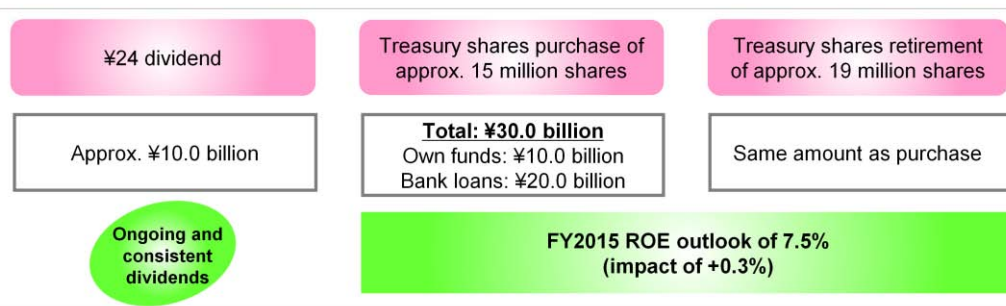 ¥24 dividend
Treasury shares purchase of
approx. 15 million shares
Treasury shares retirement
of approx. 19 million shares
Approx. ¥10.0 billion
Total: ¥30.0 billion
Own funds: ¥10.0 billion
Bank loans: ¥20.0 billion
Same amount as purchase
Ongoing and
consistent
dividends
FY2015 ROE outlook of 7.5%
(impact of +0.3%)